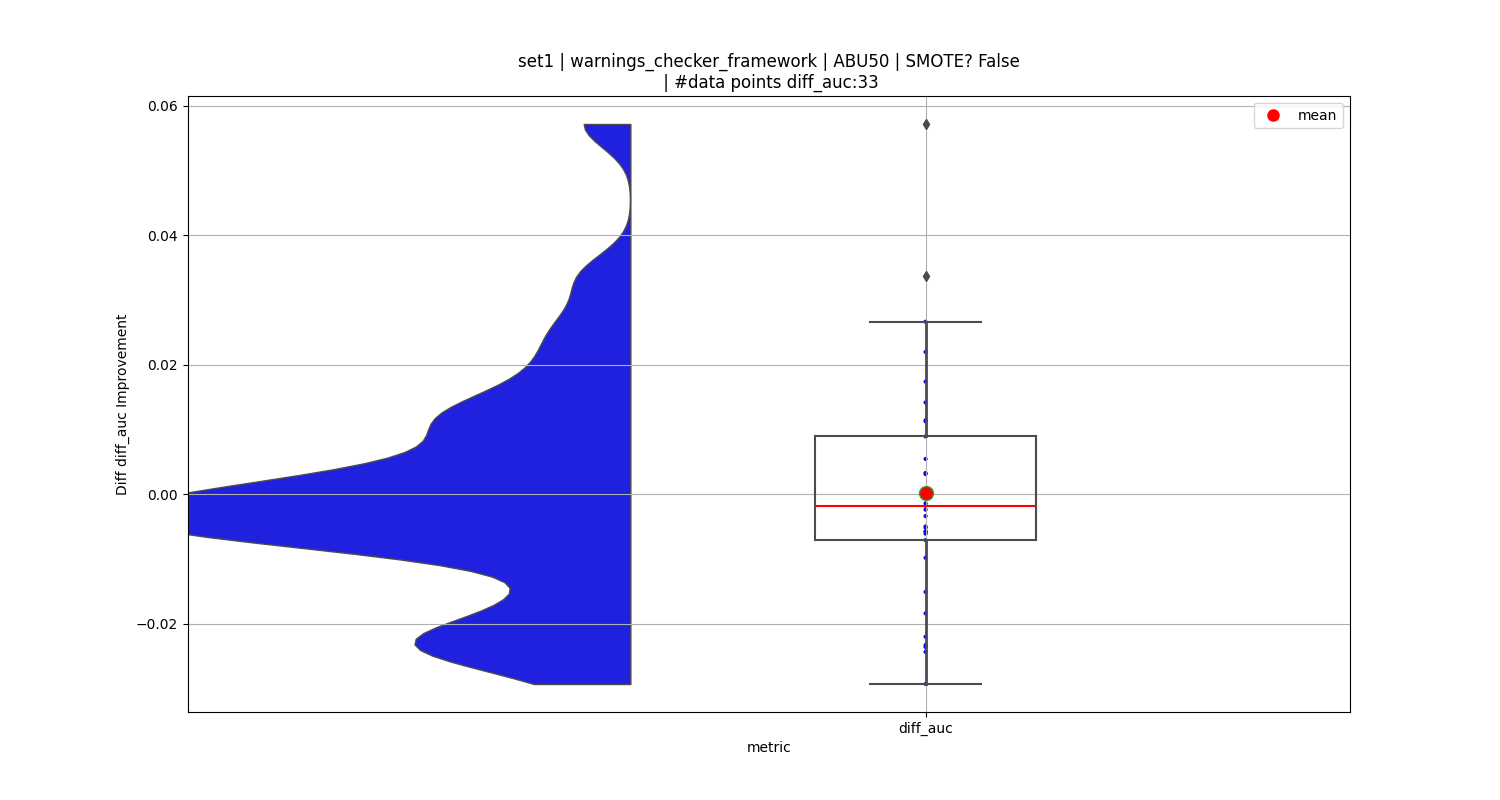 set1 | warnings_checker_framework | ABU50 | SMOTE? False
| #data points diff_auc:33
mean
0.06
0.04
0.02
0.00
−0.02
Diff diff_auc Improvement
diff_auc
metric